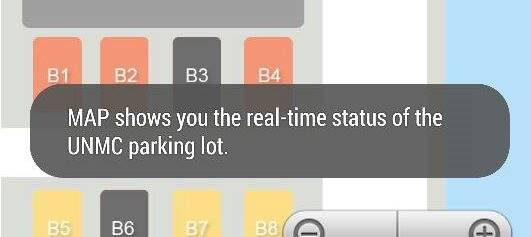 B1 B2 B3 B4
MAP shows you the real-time status of the
UNMC parking lot.
B5 B6 B7 B8